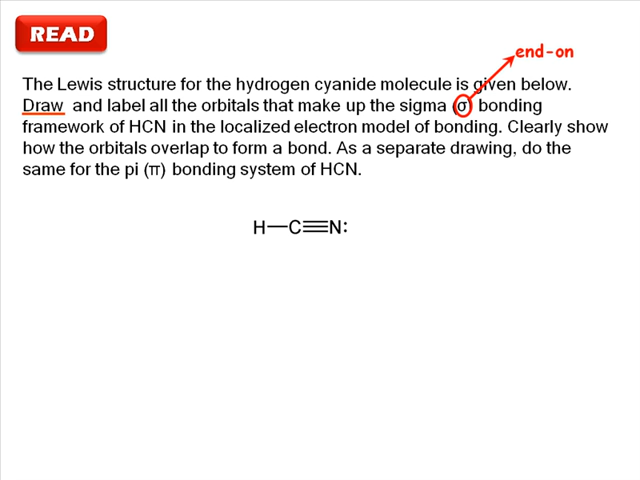 READ
end-on
The Lewis structure for the hydrogen cyanide molecule is given below.
Draw and label all the orbitals that make up the sigma (σ) bonding
framework of HCN in the localized electron model of bonding. Clearly show
how the orbitals overlap to form a bond. As a separate drawing, do the
same for the pi (π) bonding system of HCN.
H—C≡N: